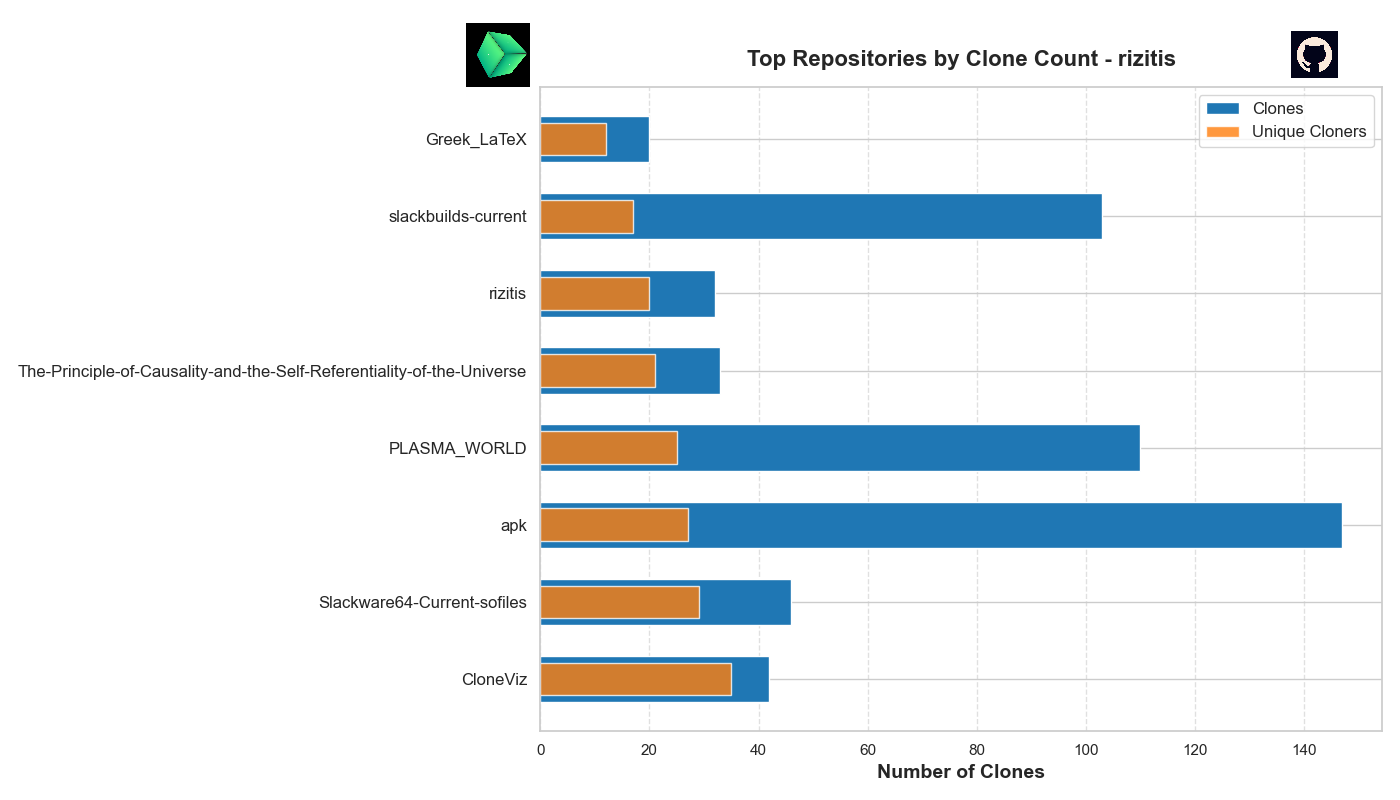 Top Repositories by Clone Count - rizitis
Clones
Unique Cloners
Greek_LaTeX
slackbuilds-current
rizitis
The-Principle-of-Causality-and-the-Self-Referentiality-of-the-Universe
PLASMA_WORLD
apk
Slackware64-Current-sofiles
CloneViz
0 20 40 60 80 100 120 140
Number of Clones